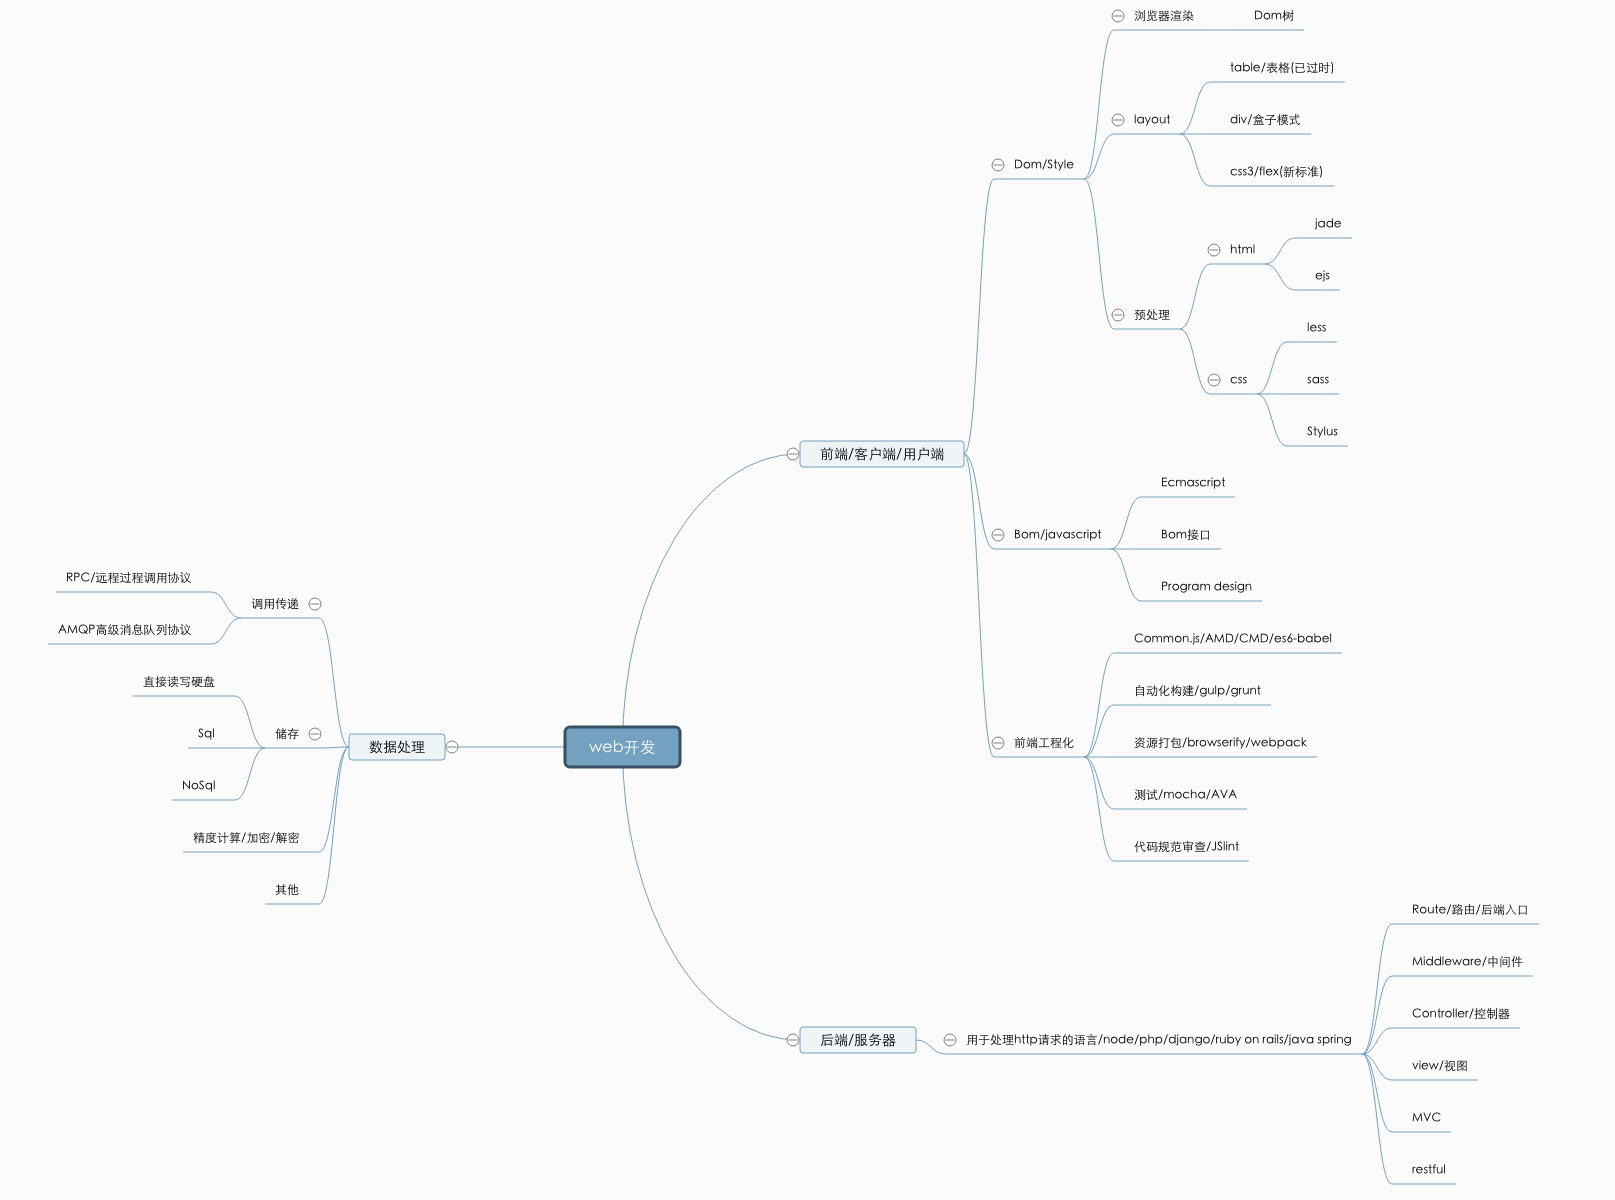 web开发
前端/客户端/用户端
Dom/Style
浏览器渲染
Dom树
layout
table/表格(已过时)
div/盒子模式
css3/flex(新标准)
预处理
html
jade
ejs
css
less
sass
Stylus
Bom/javascript
Ecmascript
Bom接口
Program design
前端工程化
Common.js/AMD/CMD/es6-babel
自动化构建/gulp/grunt
资源打包/browserify/webpack
测试/mocha/AVA
代码规范审查/JSlint
后端/服务器
用于处理http请求的语言/node/php/django/ruby on rails/java spring
Route/路由/后端入口
Middleware/中间件
Controller/控制器
view/视图
MVC
restful
数据处理
调用传递
RPC/远程过程调用协议
AMQP高级消息队列协议
储存
直接读写硬盘
Sql
NoSql
精度计算/加密/解密
其他